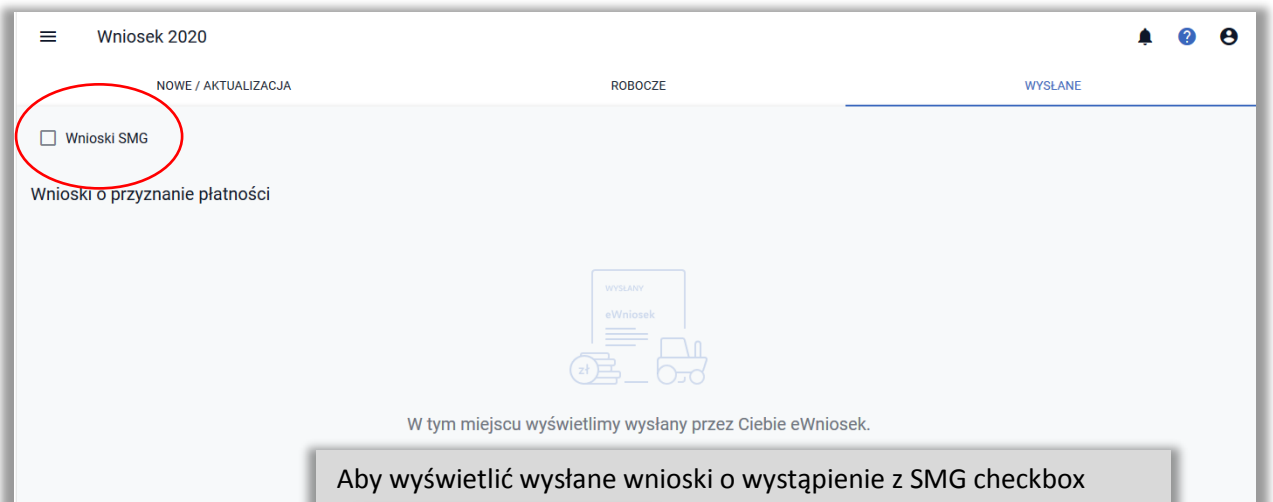 Wniosek 2020
NOWE / AKTUALIZACJA ROBOCZE WYSŁANE
Wnioski SMG
Wnioski o przyznanie płatności
WYSŁANY
eWniosek
zł
W tym miejscu wyświetlimy wysłany przez Ciebie eWniosek.
Aby wyświetlić wysłane wnioski o wystąpienie z SMG checkbox